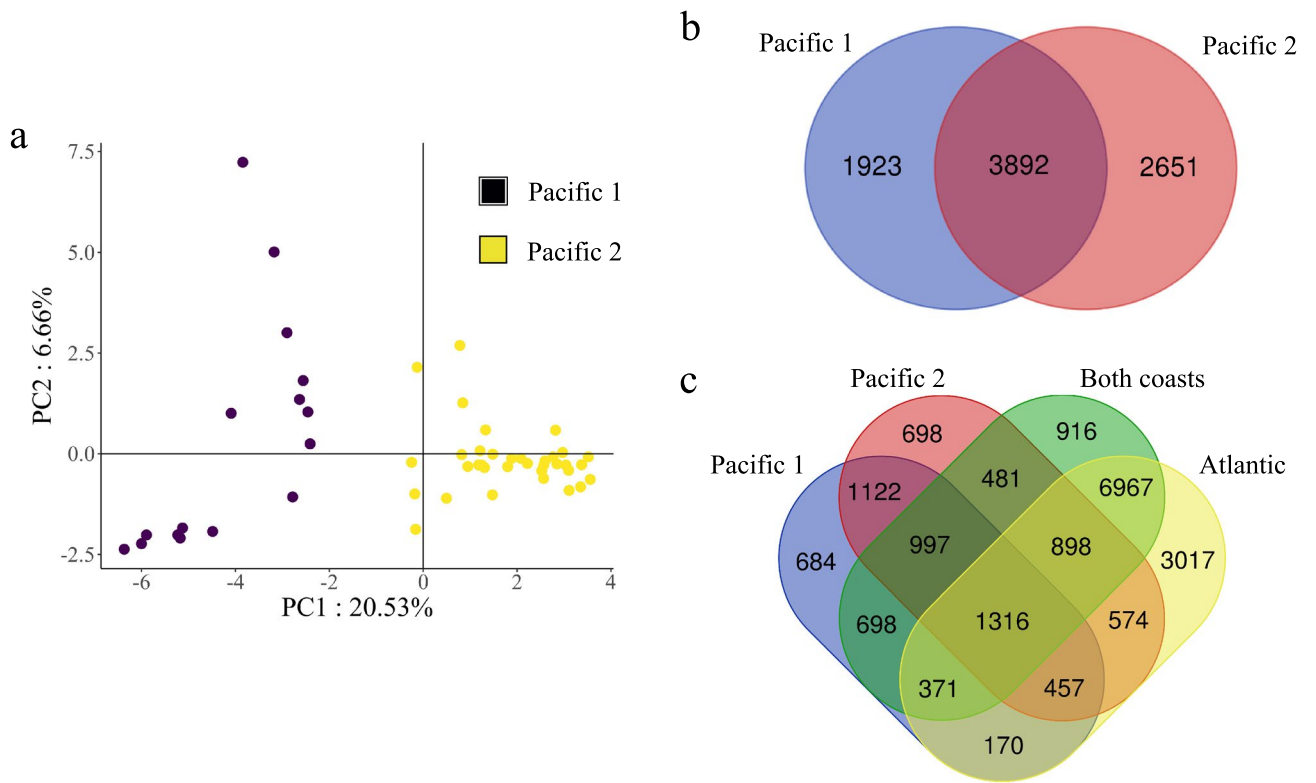 a
7.5
5.0
2.5
0.0
-2.5
PC2 : 6.66%
-6
-4
-2
0
2
4
PC1 : 20.53%
Pacific 1
Pacific 2
b
Pacific 1
Pacific 2
1923
3892
2651
c
Pacific 2
Both coasts
Pacific 1
Atlantic
698
916
1122
481
6967
684
997
898
3017
698
1316
574
371
457
170